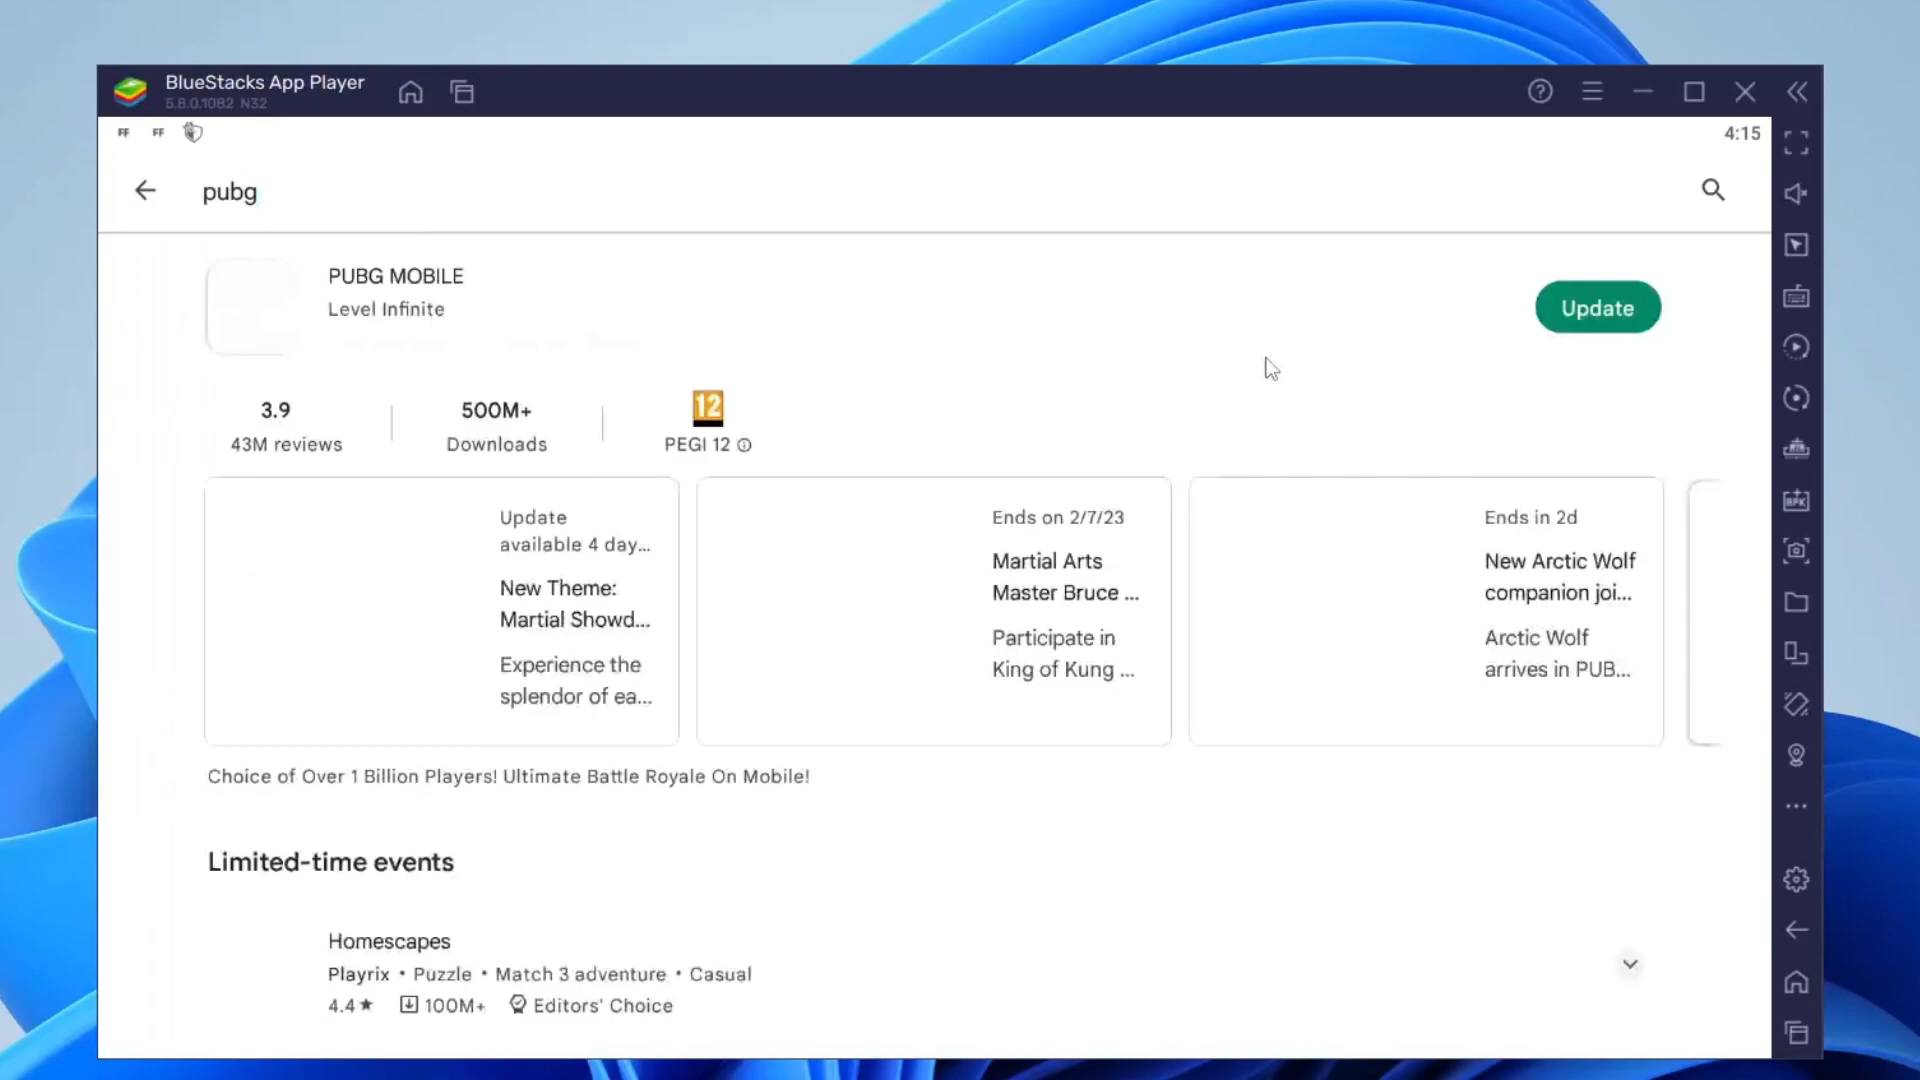 BlueStacks App Player
5.8.0.1082 N32
FF FF
4:15
pubg
PUBG MOBILE
Level Infinite
Update
3.9
43M reviews
500M+
Downloads
12
PEGI 12
Update
available 4 day...
New Theme:
Martial Showd...
Experience the
splendor of ea...
Ends on 2/7/23
Martial Arts
Master Bruce ...
Participate in
King of Kung ...
Ends in 2d
New Arctic Wolf
companion joi...
Arctic Wolf
arrives in PUB...
Choice of Over 1 Billion Players! Ultimate Battle Royale On Mobile!
Limited-time events
Homescapes
Playrix • Puzzle • Match 3 adventure • Casual
4.4★ 100M+ Editors' Choice